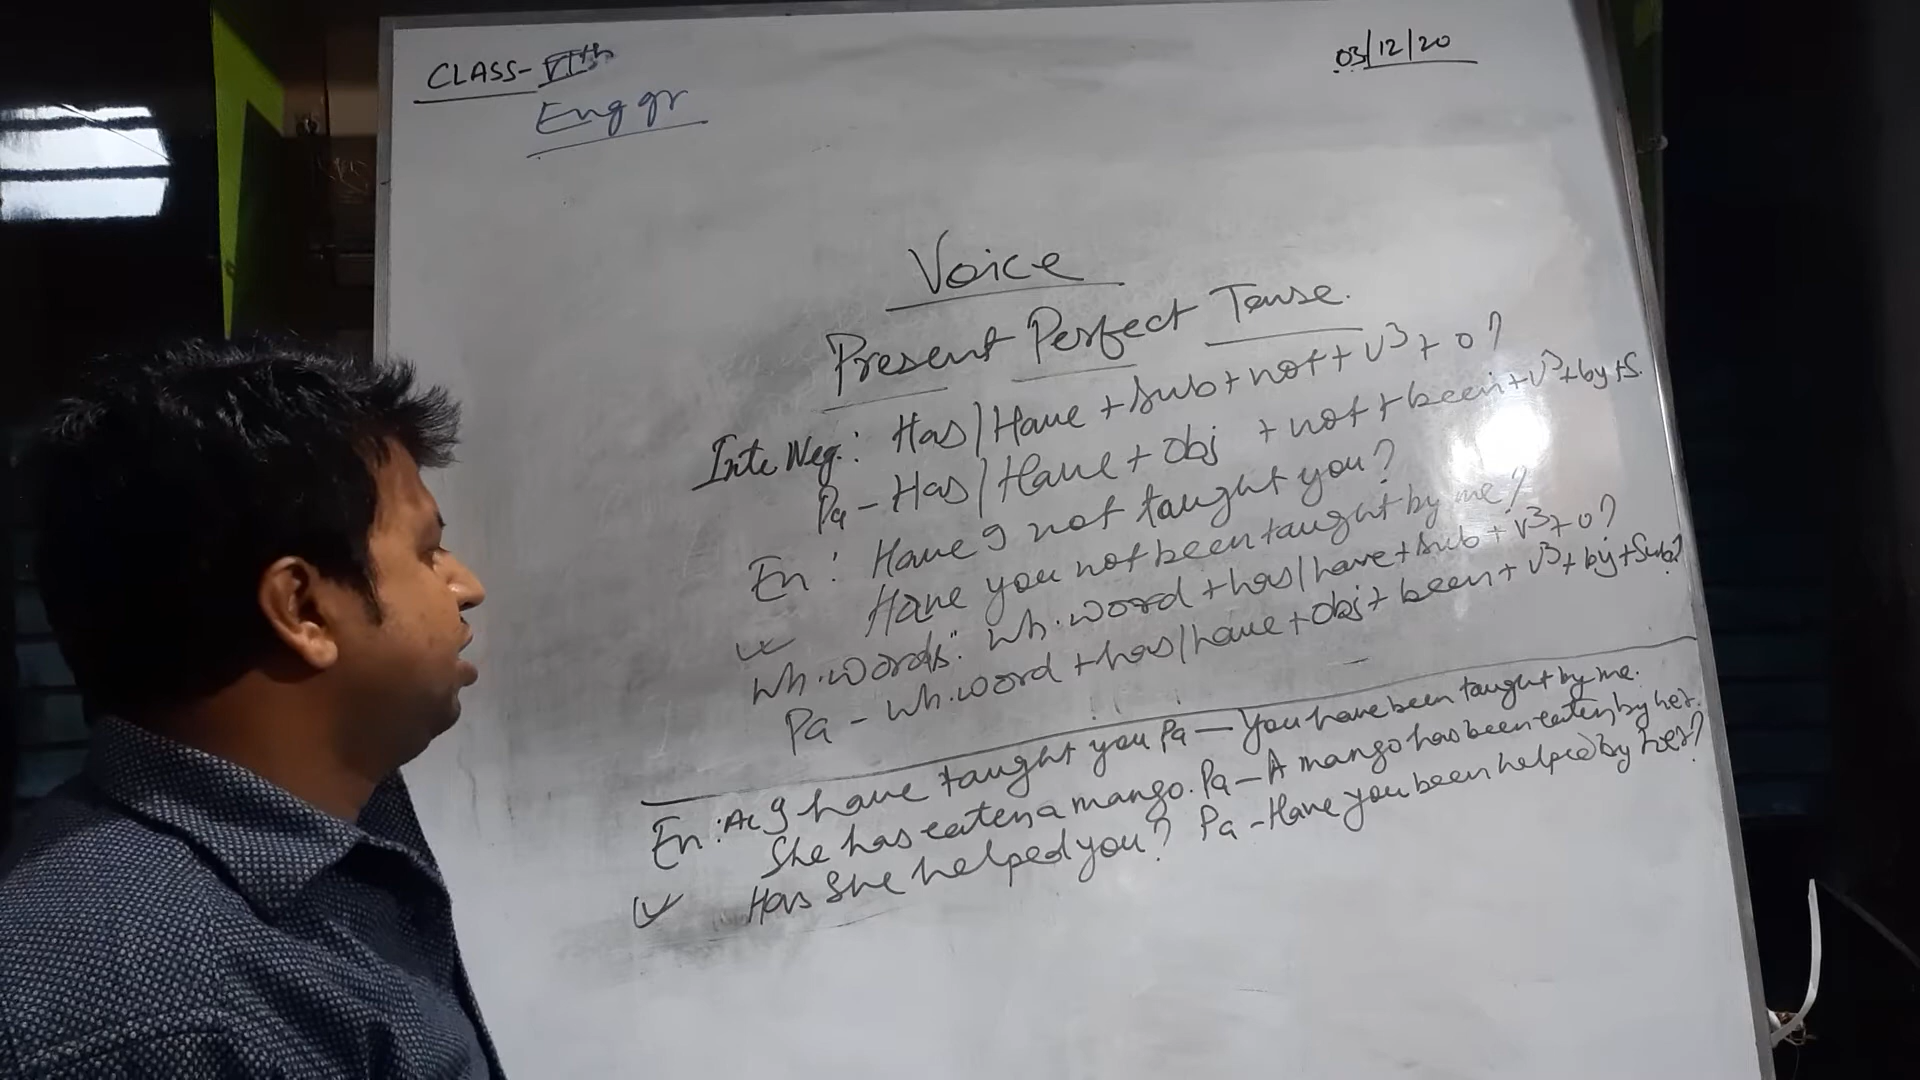 CLASS-VIth
Eng gr
03/12/20
Voice
Present Perfect Tense.
Inte Neg.: Has/Have + Sub + not + V³ + O?
Pa - Has/Have + Obj + not + been + V³ + by + S.
En: Have I not taught you?
Have you not been taught by me?
Wh.words: Wh.word + has/have + Sub + V³ + O?
Pa - Wh.word + has/have + Obj + been + V³ + by + Sub?
En: Ac I have taught you Pa — You have been taught by me.
She has eaten a mango. Pa — A mango has been eaten by her.
Has She helped you? Pa - Have you been helped by her?